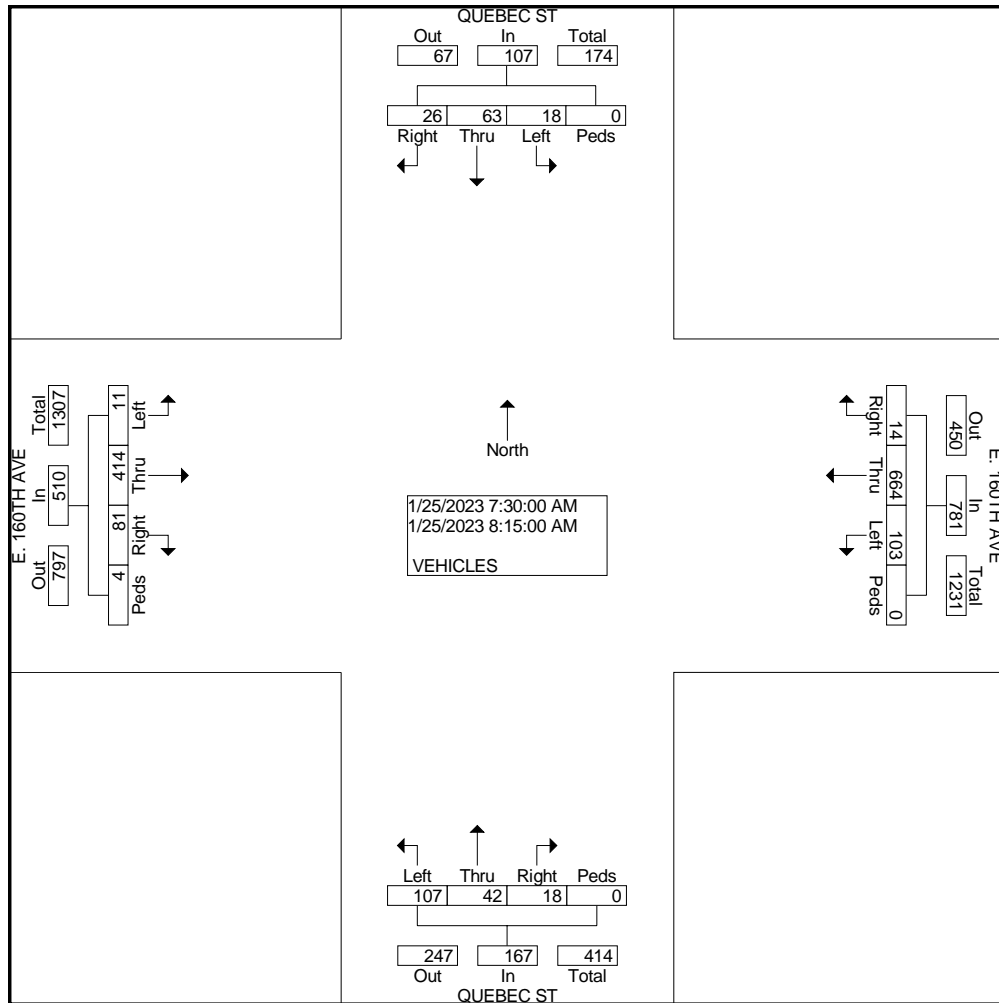 QUEBEC ST
Out In Total
67 107 174
26 63 18 0
Right Thru Left Peds
E. 160TH AVE
Total In Out
1307 510 797
11 414 81 4
Left Thru Right Peds
North
1/25/2023 7:30:00 AM
1/25/2023 8:15:00 AM
VEHICLES
Right Thru Left Peds
14 664 103 0
450 781 1231
Out In Total
E. 160TH AVE
Left Thru Right Peds
107 42 18 0
247 167 414
Out In Total
QUEBEC ST